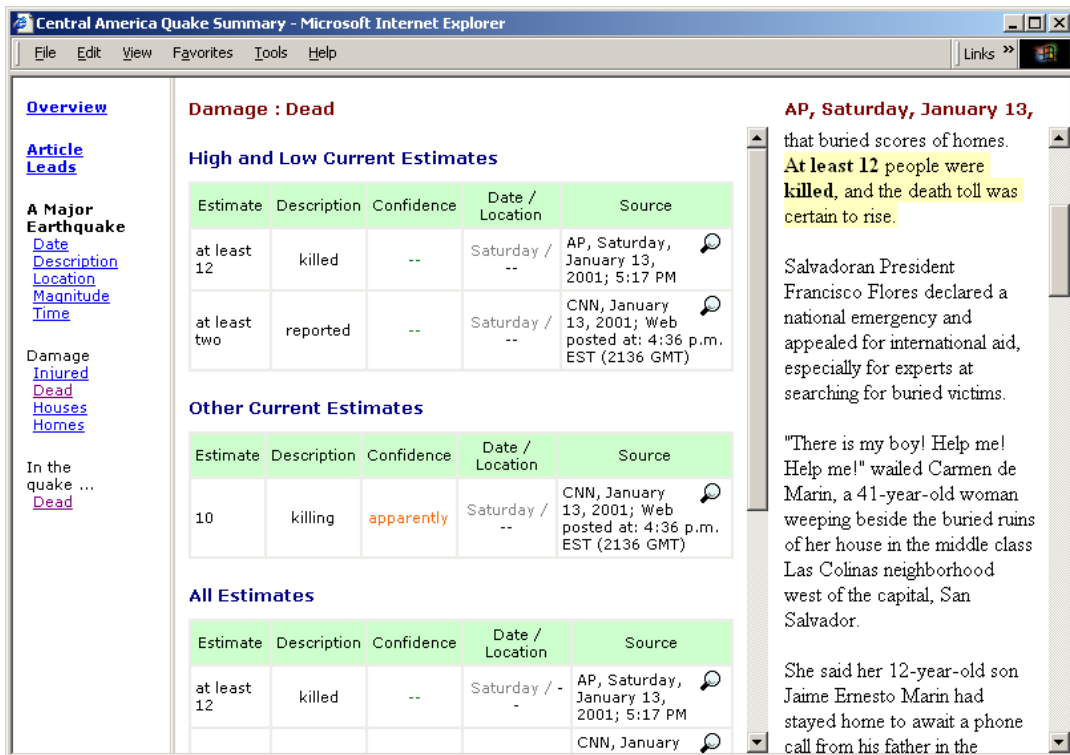 Central America Quake Summary - Microsoft Internet Explorer
File Edit View Favorites Tools Help
Links »
Overview
Article
Leads
A Major
Earthquake
Date
Description
Location
Magnitude
Time
Damage
Injured
Dead
Houses
Homes
In the
quake ...
Dead
Damage : Dead
High and Low Current Estimates
Estimate Description Confidence Date / Location Source
at least 12 killed -- Saturday / -- AP, Saturday, January 13, 2001; 5:17 PM
at least two reported -- Saturday / -- CNN, January 13, 2001; Web posted at: 4:36 p.m. EST (2136 GMT)
Other Current Estimates
Estimate Description Confidence Date / Location Source
10 killing apparently Saturday / -- CNN, January 13, 2001; Web posted at: 4:36 p.m. EST (2136 GMT)
All Estimates
Estimate Description Confidence Date / Location Source
at least 12 killed -- Saturday / -- AP, Saturday, January 13, 2001; 5:17 PM
CNN, January
AP, Saturday, January 13,
that buried scores of homes.
At least 12 people were
killed, and the death toll was
certain to rise.
Salvadoran President
Francisco Flores declared a
national emergency and
appealed for international aid,
especially for experts at
searching for buried victims.
"There is my boy! Help me!
Help me!" wailed Carmen de
Marin, a 41-year-old woman
weeping beside the buried ruins
of her house in the middle class
Las Colinas neighborhood
west of the capital, San
Salvador.
She said her 12-year-old son
Jaime Ernesto Marin had
stayed home to await a phone
call from his father in the